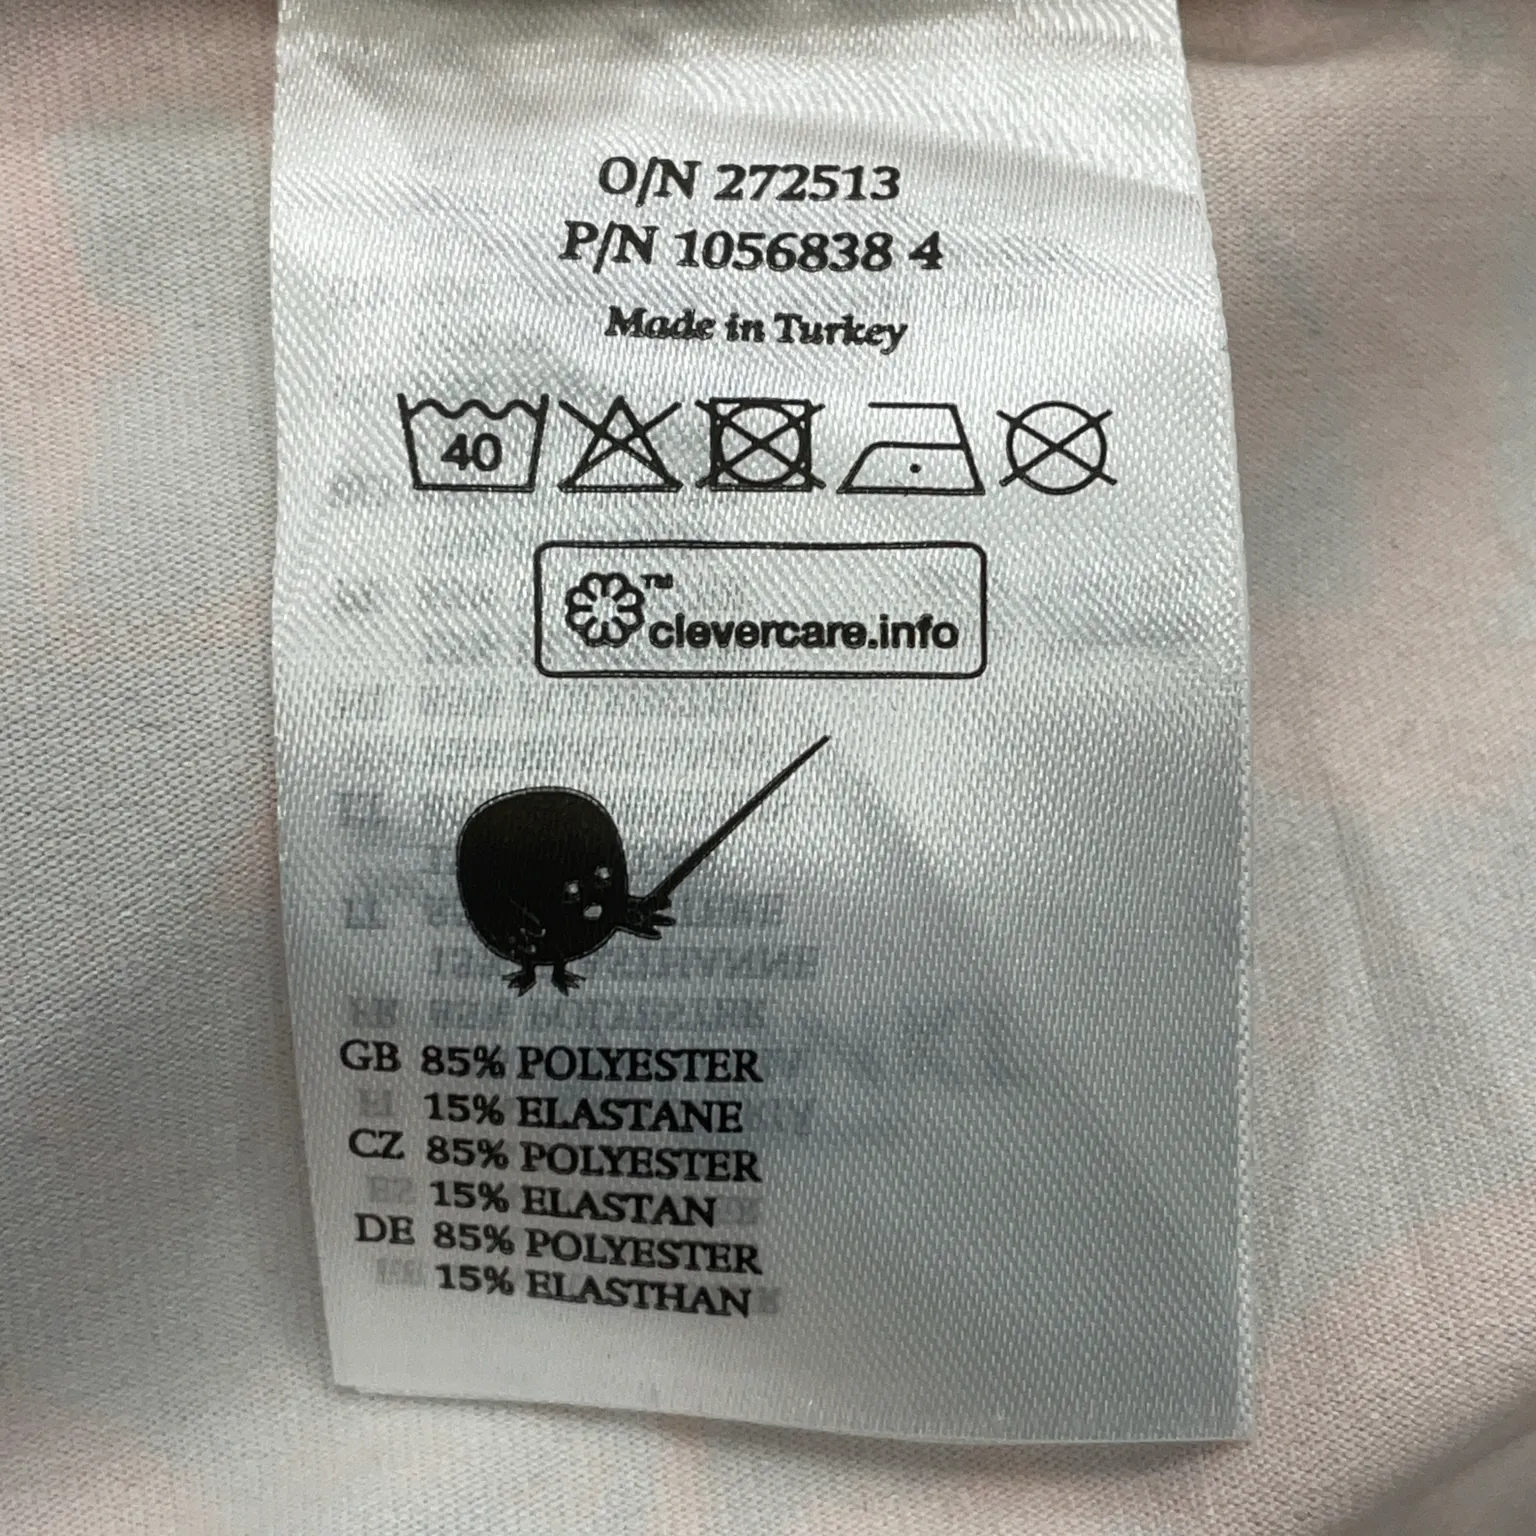 O/N 272513
P/N 1056838 4
Made in Turkey
40
™
clevercare.info
GB 85% POLYESTER
15% ELASTANE
CZ 85% POLYESTER
15% ELASTAN
DE 85% POLYESTER
15% ELASTHAN